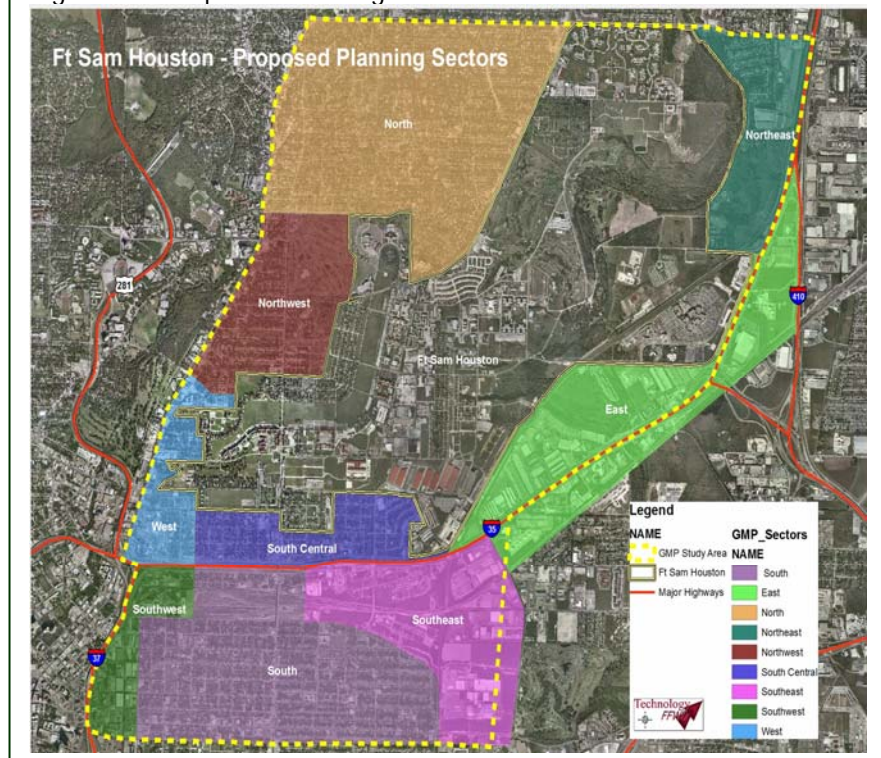 Ft Sam Houston - Proposed Planning Sectors
North
Northeast
281
410
Northwest
Ft Sam Houston
East
35
West
South Central
Southwest
Southeast
37
South
Legend
NAME
GMP Study Area
Ft Sam Houston
Major Highways
GMP_Sectors
NAME
South
East
North
Northeast
Northwest
South Central
Southeast
Southwest
West
Technology